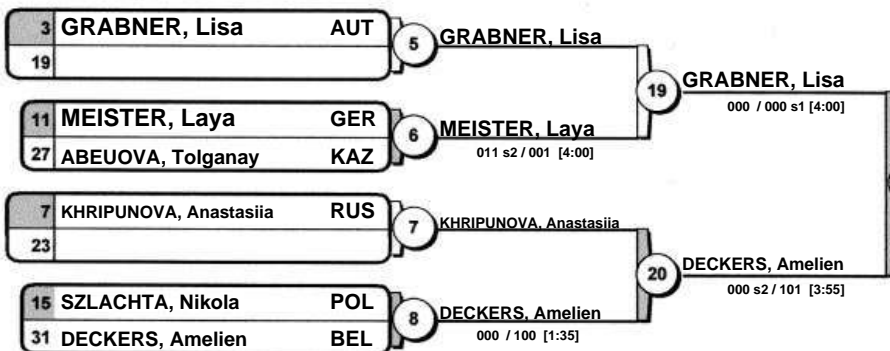 3 GRABNER, Lisa AUT
19
5
GRABNER, Lisa
11 MEISTER, Laya GER
27 ABEUOVA, Tolganay KAZ
6
MEISTER, Laya
011 s2 / 001 [4:00]
19
GRABNER, Lisa
000 / 000 s1 [4:00]
7 KHRIPUNOVA, Anastasiia RUS
23
7
KHRIPUNOVA, Anastasiia
15 SZLACHTA, Nikola POL
31 DECKERS, Amelien BEL
8
DECKERS, Amelien
000 / 100 [1:35]
20
DECKERS, Amelien
000 s2 / 101 [3:55]